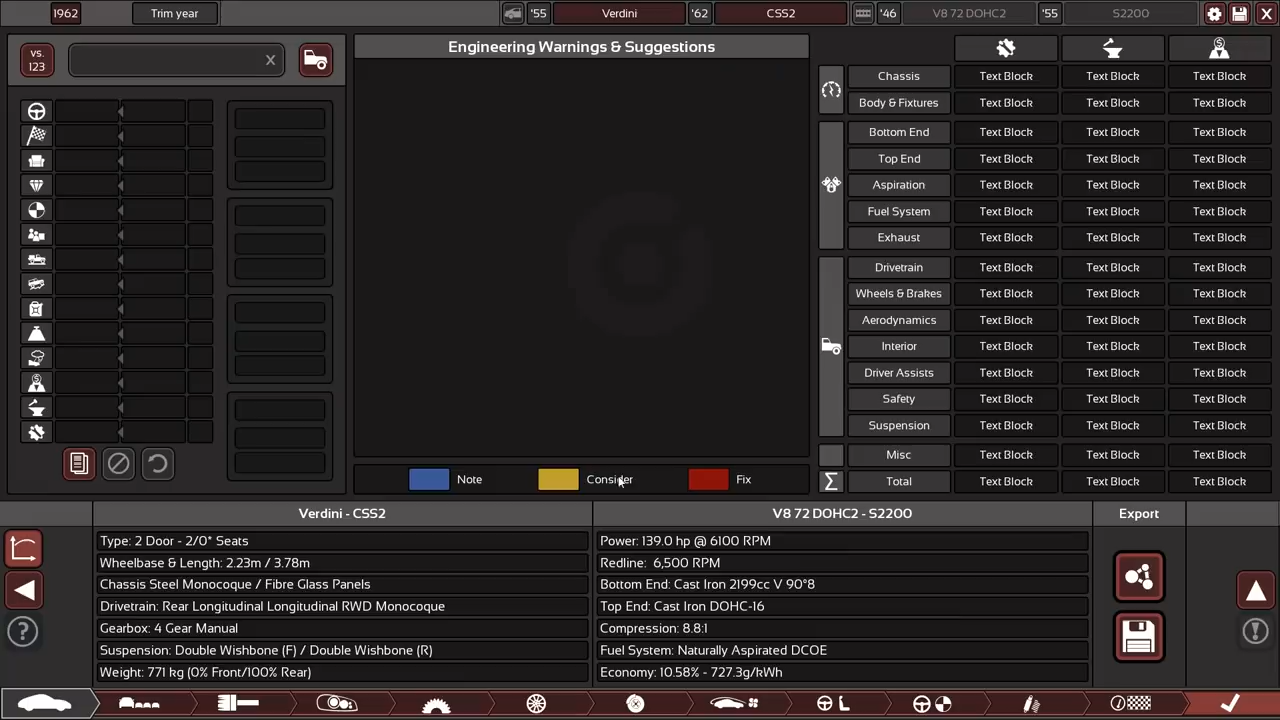 1962 Trim year '55 Verdini '62 CSS2 '46 V8 72 DOHC2 '55 S2200
vs. 123 X
Engineering Warnings & Suggestions
Chassis Text Block Text Block Text Block
Body & Fixtures Text Block Text Block Text Block
Bottom End Text Block Text Block Text Block
Top End Text Block Text Block Text Block
Aspiration Text Block Text Block Text Block
Fuel System Text Block Text Block Text Block
Exhaust Text Block Text Block Text Block
Drivetrain Text Block Text Block Text Block
Wheels & Brakes Text Block Text Block Text Block
Aerodynamics Text Block Text Block Text Block
Interior Text Block Text Block Text Block
Driver Assists Text Block Text Block Text Block
Safety Text Block Text Block Text Block
Suspension Text Block Text Block Text Block
Misc Text Block Text Block Text Block
Σ Total Text Block Text Block Text Block
Note Consider Fix
Verdini - CSS2
Type: 2 Door - 2/0* Seats
Wheelbase & Length: 2.23m / 3.78m
Chassis Steel Monocoque / Fibre Glass Panels
Drivetrain: Rear Longitudinal Longitudinal RWD Monocoque
Gearbox: 4 Gear Manual
Suspension: Double Wishbone (F) / Double Wishbone (R)
Weight: 771 kg (0% Front/100% Rear)
V8 72 DOHC2 - S2200
Power: 139.0 hp @ 6100 RPM
Redline: 6,500 RPM
Bottom End: Cast Iron 2199cc V 90°8
Top End: Cast Iron DOHC-16
Compression: 8.8:1
Fuel System: Naturally Aspirated DCOE
Economy: 10.58% - 727.3g/kWh
Export